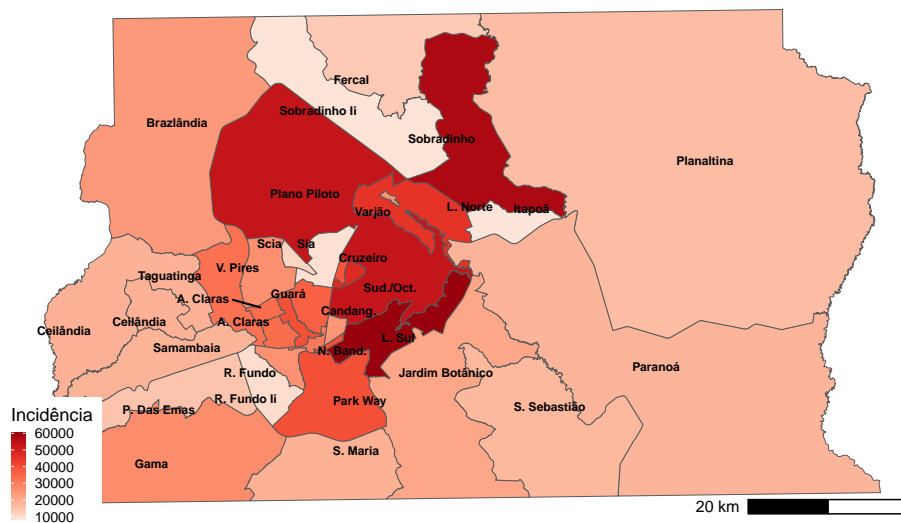 Fercal
Sobradinho Ii
Brazlândia
Sobradinho
Planaltina
Plano Piloto
Varjão
L. Norte
Itapoã
Scia
Sia
Cruzeiro
V. Pires
Taguatinga
Guará
Sud./Oct.
A. Claras
Candang.
Ceilândia
Ceilândia
A. Claras
L. Sul
Samambaia
N. Band.
R. Fundo
Jardim Botânico
Paranoá
R. Fundo Ii
Park Way
P. Das Emas
S. Sebastião
S. Maria
Gama
Incidência
60000
50000
40000
30000
20000
10000
20 km